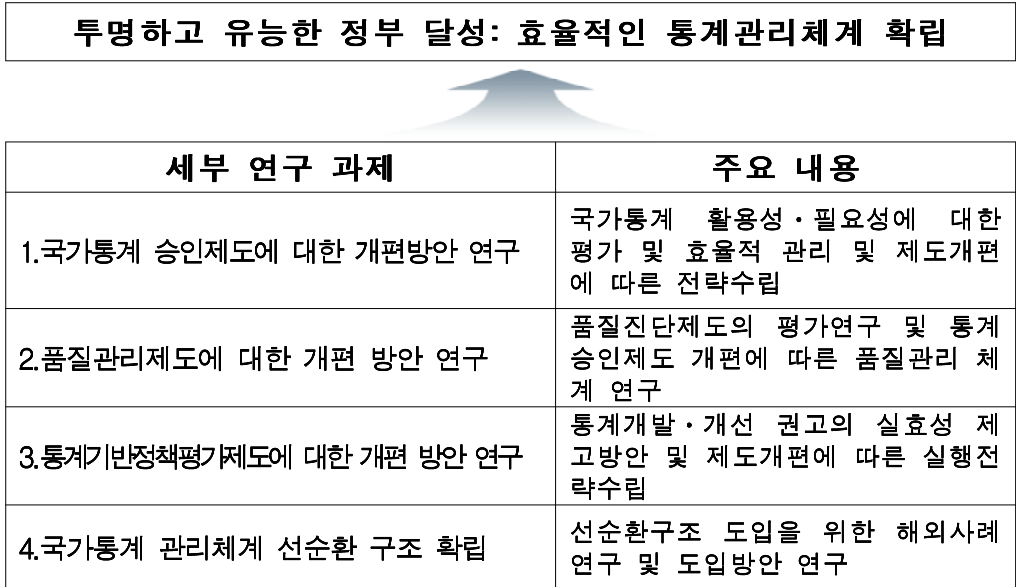 투명하고 유능한 정부 달성: 효율적인 통계관리체계 확립
세부 연구 과제
주요 내용
1.국가통계 승인제도에 대한 개편방안 연구
국가통계 활용성·필요성에 대한
평가 및 효율적 관리 및 제도개편
에 따른 전략수립
2.품질관리제도에 대한 개편 방안 연구
품질진단제도의 평가연구 및 통계
승인제도 개편에 따른 품질관리 체
계 연구
3.통계기반정책평가제도에 대한 개편 방안 연구
통계개발·개선 권고의 실효성 제
고방안 및 제도개편에 따른 실행전
략수립
4.국가통계 관리체계 선순환 구조 확립
선순환구조 도입을 위한 해외사례
연구 및 도입방안 연구